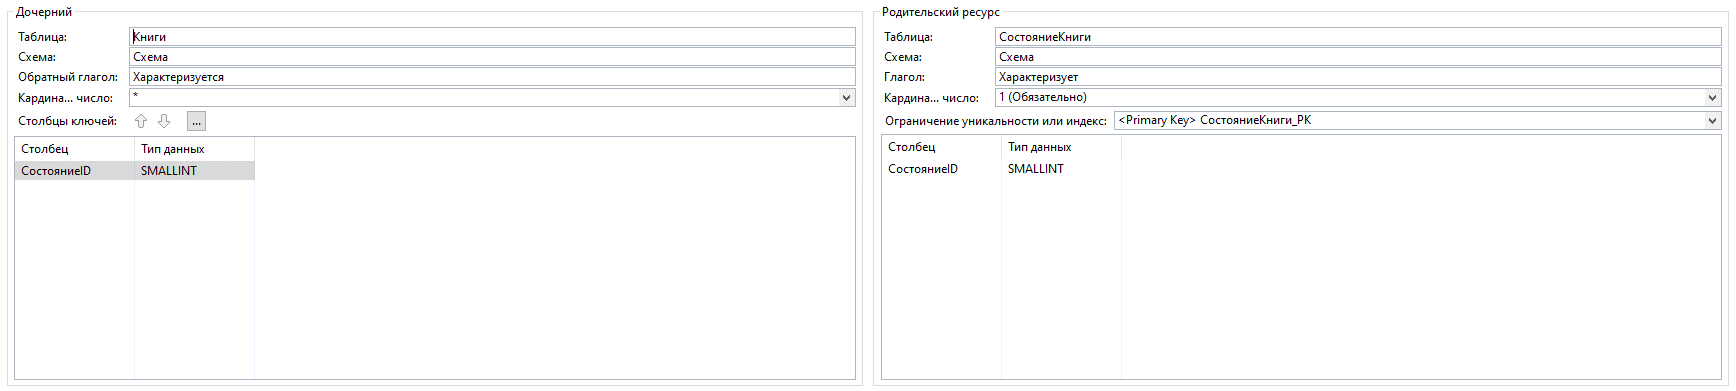 Дочерний
Таблица: Книги
Схема: Схема
Обратный глагол: Характеризуется
Кардина... число: *
Столбцы ключей: ...
Столбец Тип данных
СостояниеID SMALLINT
Родительский ресурс
Таблица: СостояниеКниги
Схема: Схема
Глагол: Характеризует
Кардина... число: 1 (Обязательно)
Ограничение уникальности или индекс: <Primary Key> СостояниеКниги_PK
Столбец Тип данных
СостояниеID SMALLINT